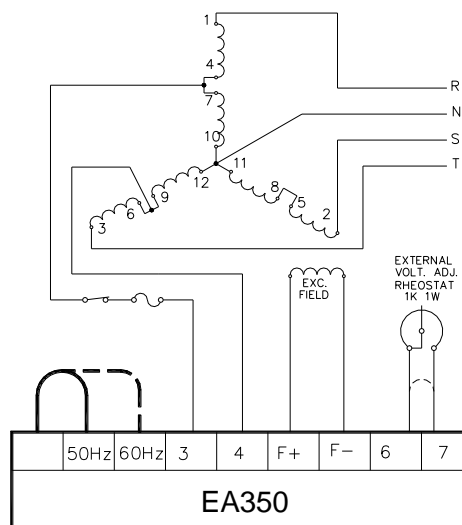 1
4
7
10
R
N
S
T
12
11
9
8
6
5
3
2
EXC.
FIELD
EXTERNAL
VOLT. ADJ.
RHEOSTAT
1K 1W
50Hz 60Hz 3 4 F+ F- 6 7
EA350